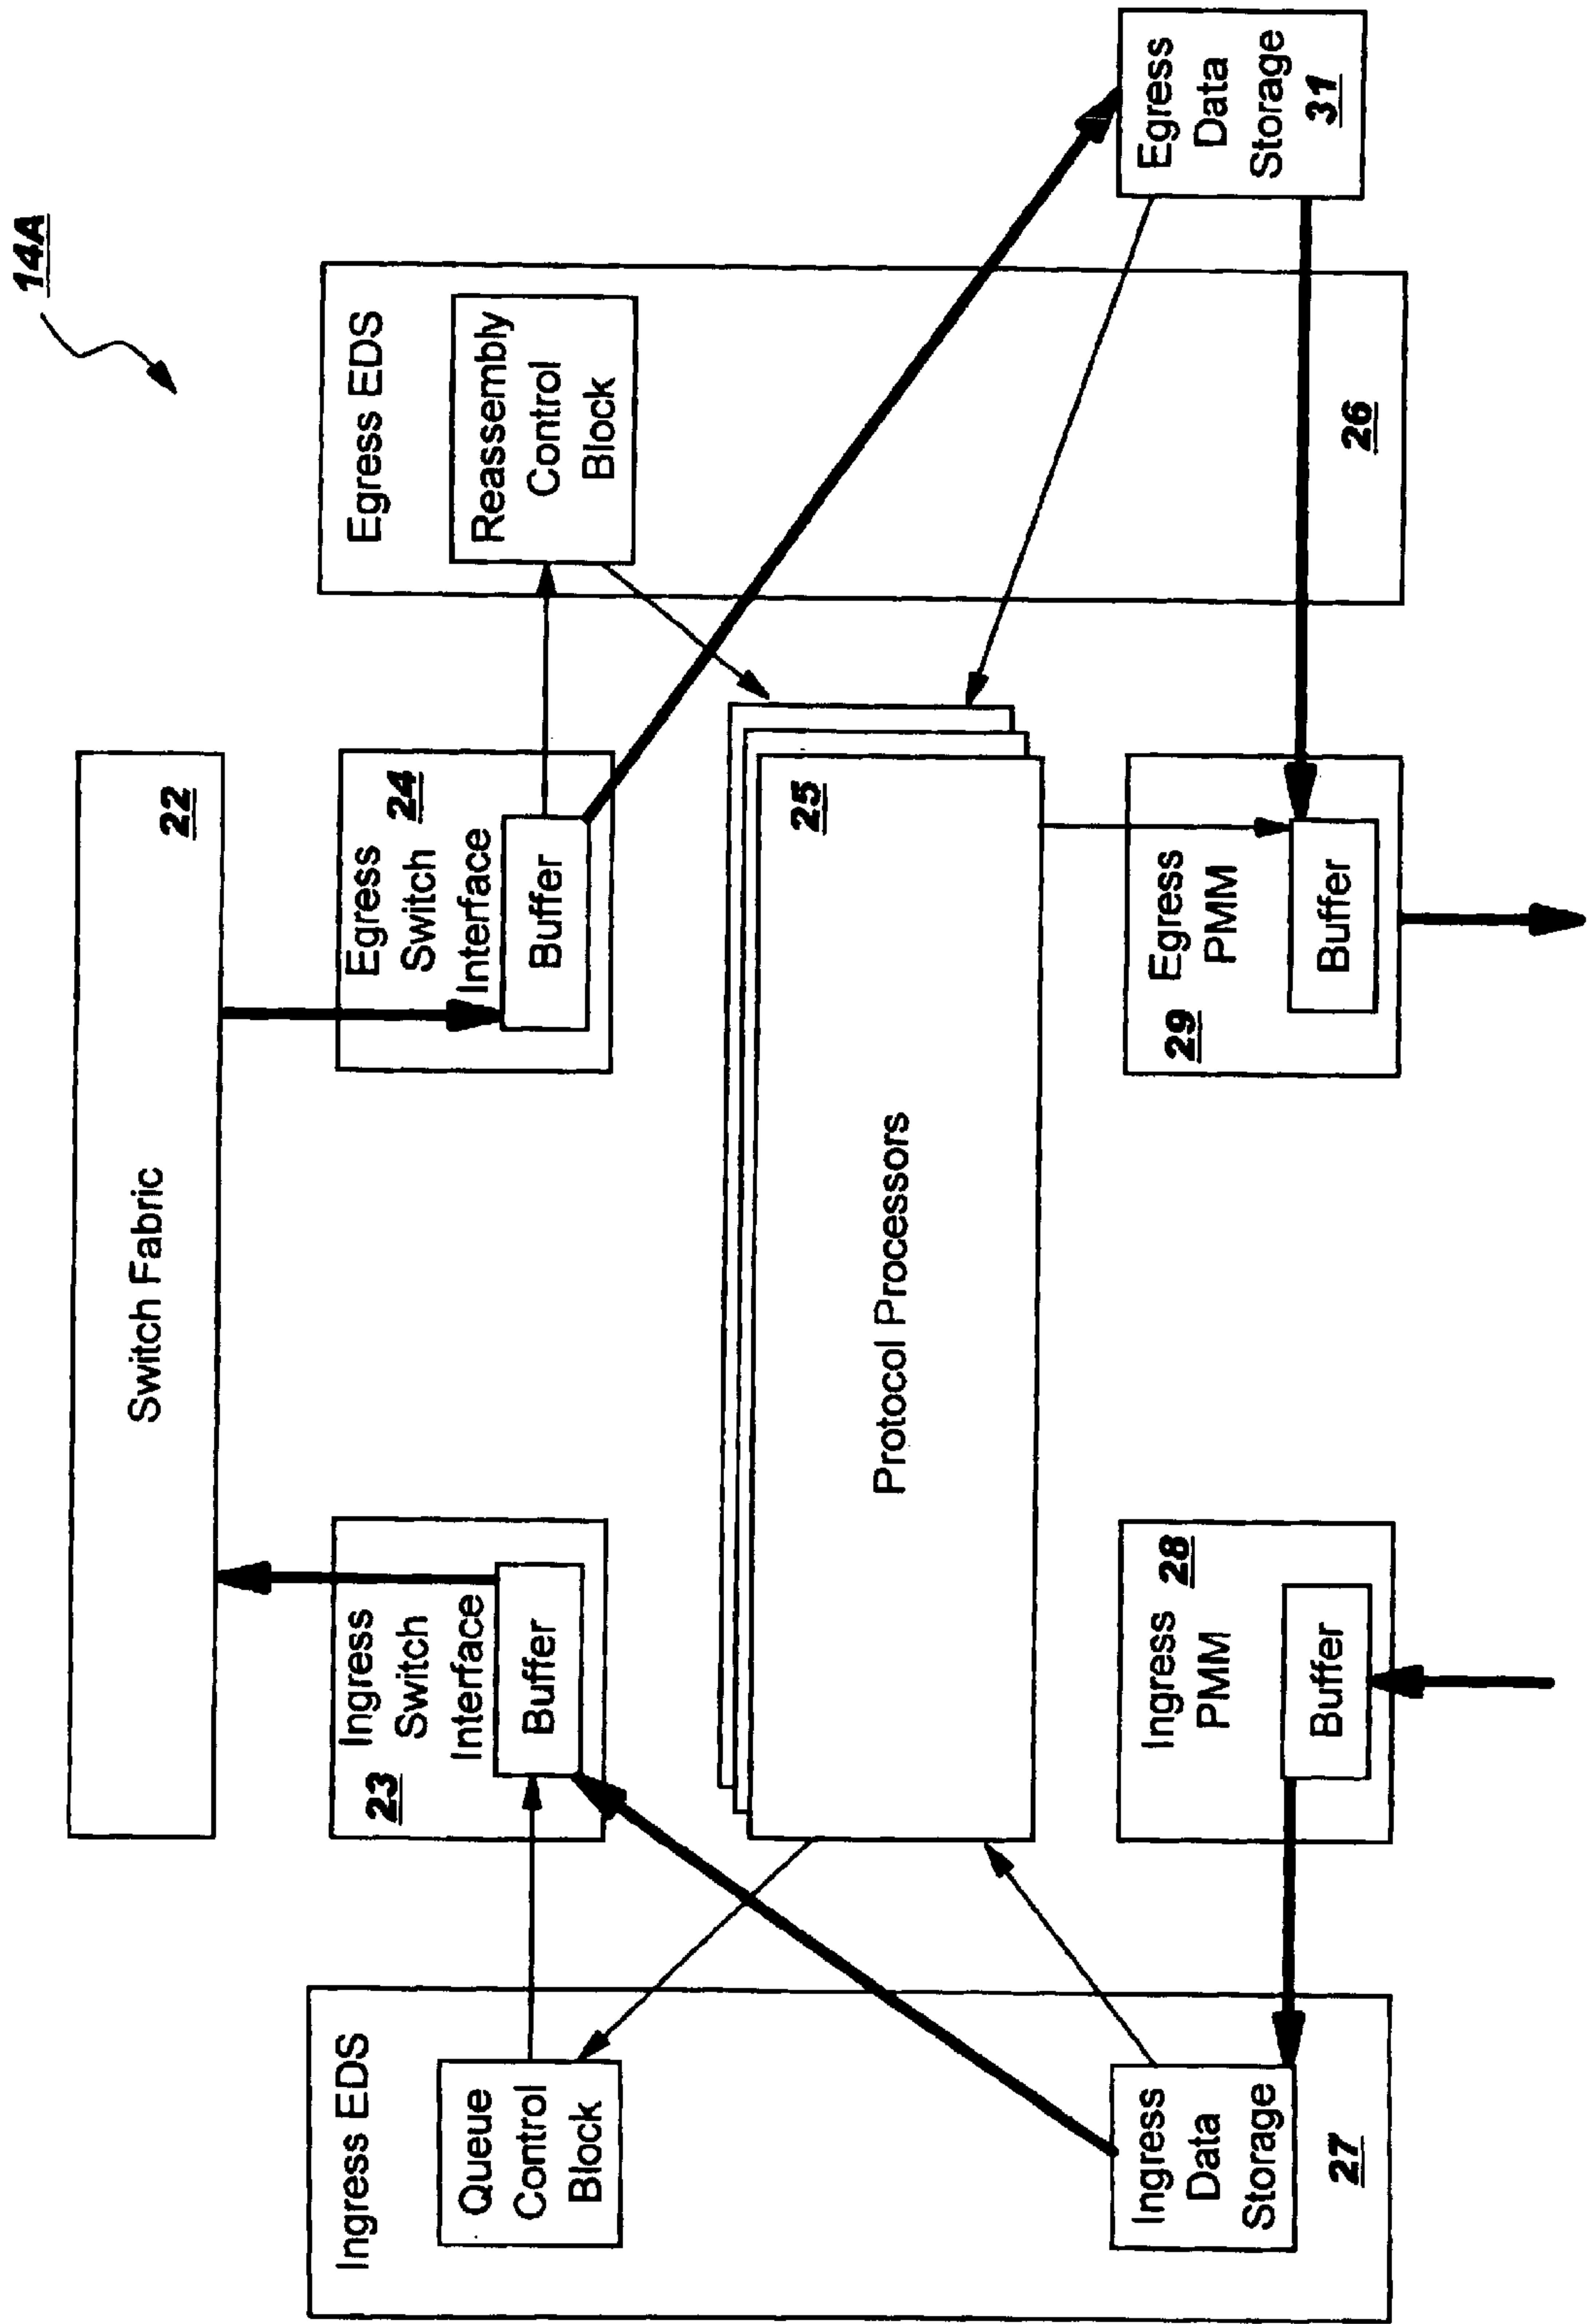 14A
Switch Fabric
22
Ingress
Switch
Interface
23
Buffer
Egress
Switch
Interface
24
Buffer
Ingress EDS
Queue
Control
Block
Ingress
Data
Storage
27
Protocol Processors
25
Egress EDS
Reassembly
Control
Block
26
Ingress
PMM
28
Buffer
29
Egress
PMM
Buffer
Egress
Data
Storage
31